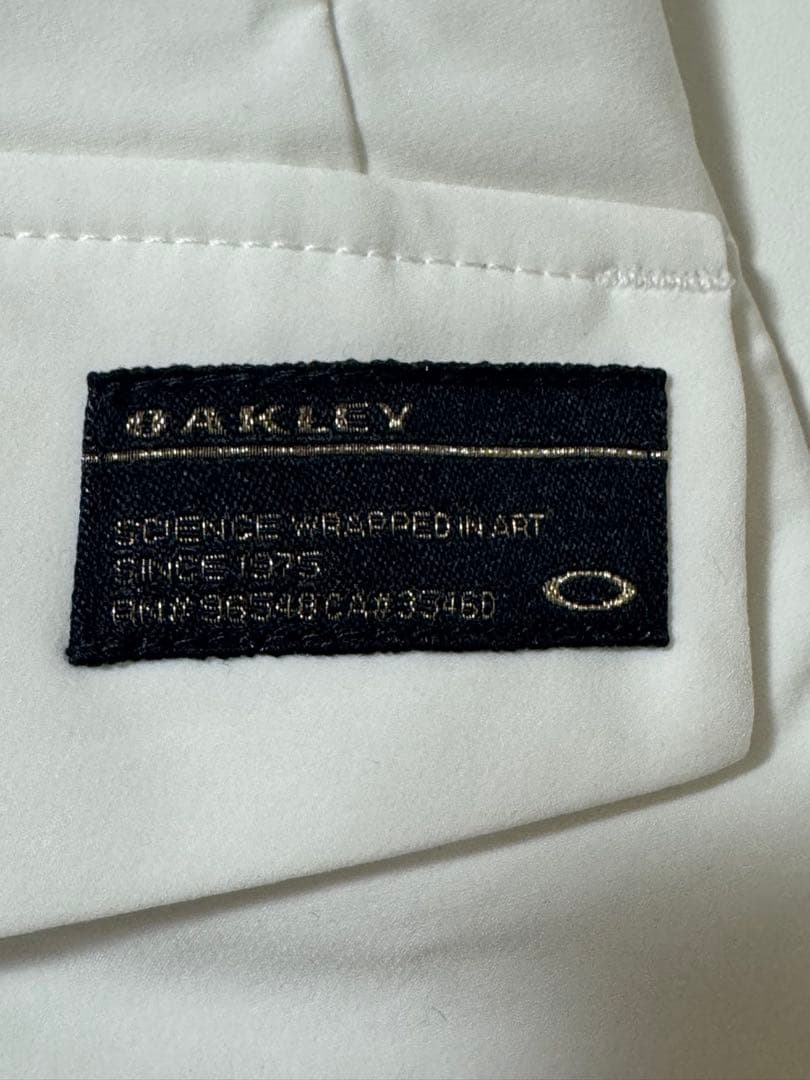 OAKLEY
SCIENCE WRAPPED IN ART
SINCE 1975
RN# 96548 CA#35460